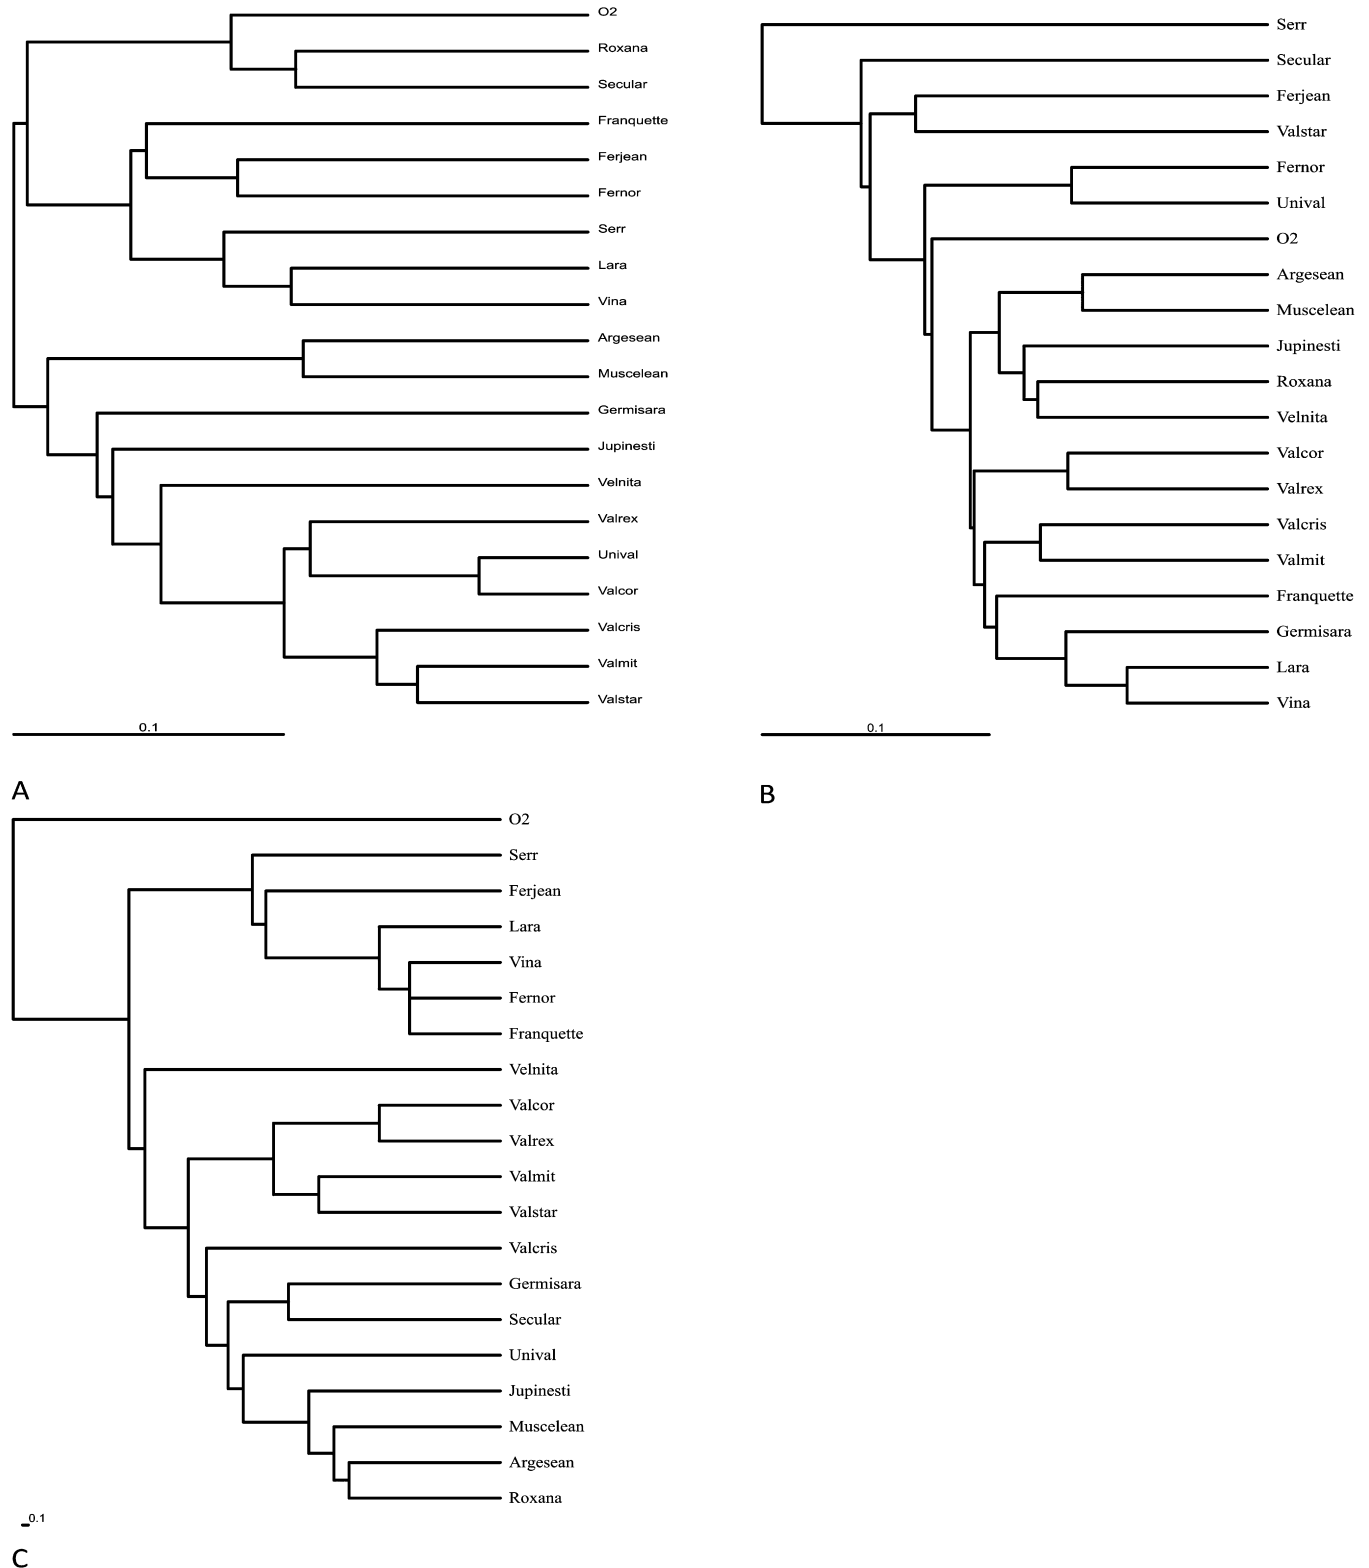 O2
Roxana
Secular
Franquette
Ferjean
Fernor
Serr
Lara
Vina
Argesean
Muscelean
Germisara
Jupinesti
Velnita
Valrex
Unival
Valcor
Valcris
Valmit
Valstar
0.1
A
Serr
Secular
Ferjean
Valstar
Fernor
Unival
O2
Argesean
Muscelean
Jupinesti
Roxana
Velnita
Valcor
Valrex
Valcris
Valmit
Franquette
Germisara
Lara
Vina
0.1
B
O2
Serr
Ferjean
Lara
Vina
Fernor
Franquette
Velnita
Valcor
Valrex
Valmit
Valstar
Valcris
Germisara
Secular
Unival
Jupinesti
Muscelean
Argesean
Roxana
0.1
C